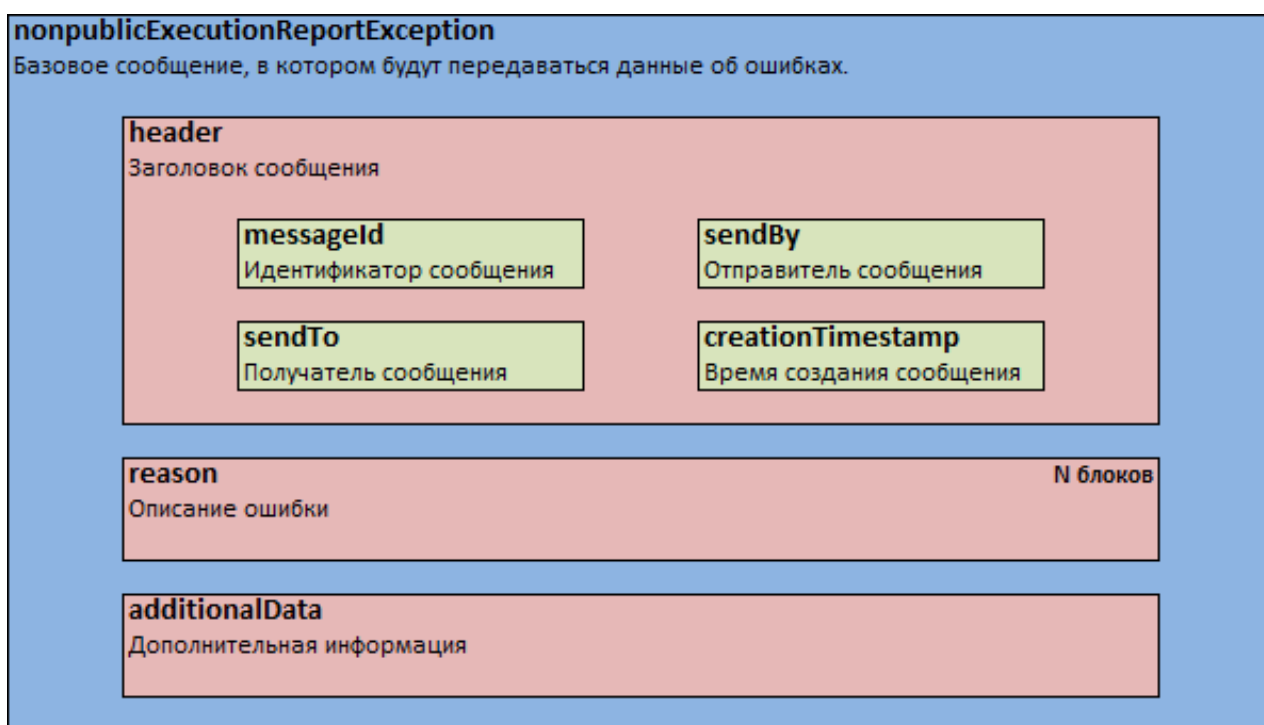 nonpublicExecutionReportException
Базовое сообщение, в котором будут передаваться данные об ошибках.
header
Заголовок сообщения
messageId
Идентификатор сообщения
sendBy
Отправитель сообщения
sendTo
Получатель сообщения
creationTimestamp
Время создания сообщения
reason
N блоков
Описание ошибки
additionalData
Дополнительная информация